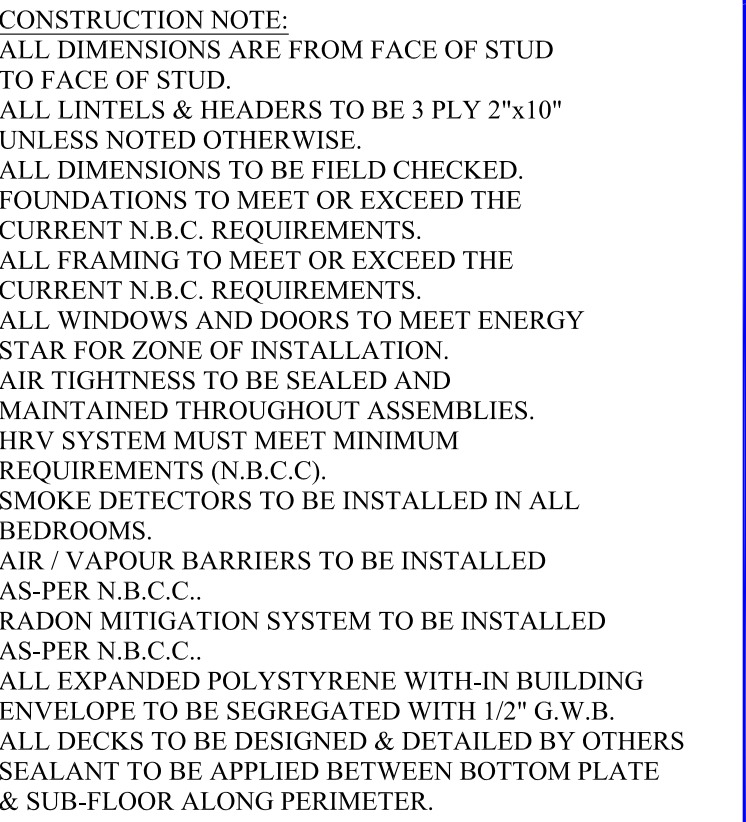 CONSTRUCTION NOTE:
ALL DIMENSIONS ARE FROM FACE OF STUD
TO FACE OF STUD.
ALL LINTELS & HEADERS TO BE 3 PLY 2"x10"
UNLESS NOTED OTHERWISE.
ALL DIMENSIONS TO BE FIELD CHECKED.
FOUNDATIONS TO MEET OR EXCEED THE
CURRENT N.B.C. REQUIREMENTS.
ALL FRAMING TO MEET OR EXCEED THE
CURRENT N.B.C. REQUIREMENTS.
ALL WINDOWS AND DOORS TO MEET ENERGY
STAR FOR ZONE OF INSTALLATION.
AIR TIGHTNESS TO BE SEALED AND
MAINTAINED THROUGHOUT ASSEMBLIES.
HRV SYSTEM MUST MEET MINIMUM
REQUIREMENTS (N.B.C.C).
SMOKE DETECTORS TO BE INSTALLED IN ALL
BEDROOMS.
AIR / VAPOUR BARRIERS TO BE INSTALLED
AS-PER N.B.C.C..
RADON MITIGATION SYSTEM TO BE INSTALLED
AS-PER N.B.C.C..
ALL EXPANDED POLYSTYRENE WITH-IN BUILDING
ENVELOPE TO BE SEGREGATED WITH 1/2" G.W.B.
ALL DECKS TO BE DESIGNED & DETAILED BY OTHERS
SEALANT TO BE APPLIED BETWEEN BOTTOM PLATE
& SUB-FLOOR ALONG PERIMETER.